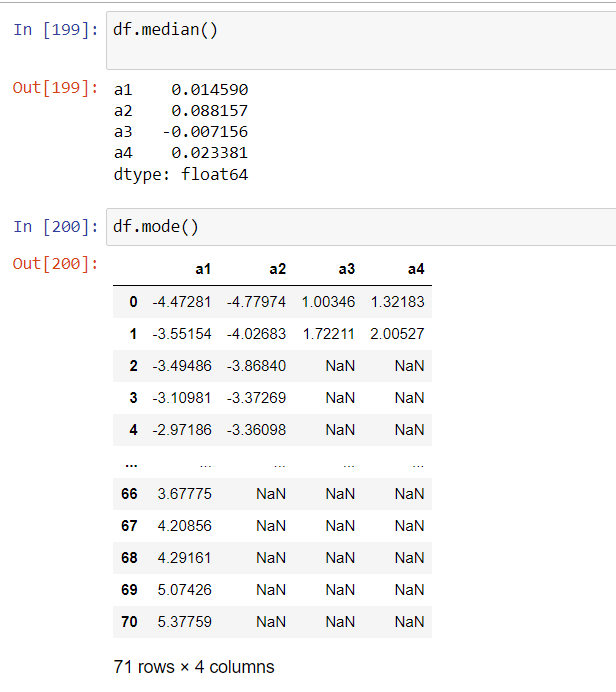 In [199]: df.median()
Out[199]: a1 0.014590
a2 0.088157
a3 -0.007156
a4 0.023381
dtype: float64
In [200]: df.mode()
Out[200]:
a1 a2 a3 a4
0 -4.47281 -4.77974 1.00346 1.32183
1 -3.55154 -4.02683 1.72211 2.00527
2 -3.49486 -3.86840 NaN NaN
3 -3.10981 -3.37269 NaN NaN
4 -2.97186 -3.36098 NaN NaN
... ... ... ... ...
66 3.67775 NaN NaN NaN
67 4.20856 NaN NaN NaN
68 4.29161 NaN NaN NaN
69 5.07426 NaN NaN NaN
70 5.37759 NaN NaN NaN
71 rows × 4 columns